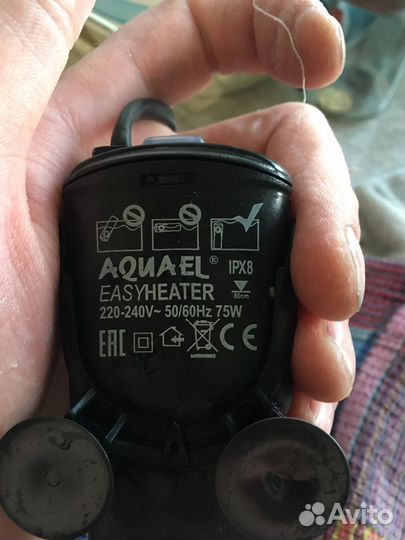 AQUAEL® IPX8
EASYHEATER 80cm
220-240V~ 50/60Hz 75W
EAC CE
Avito